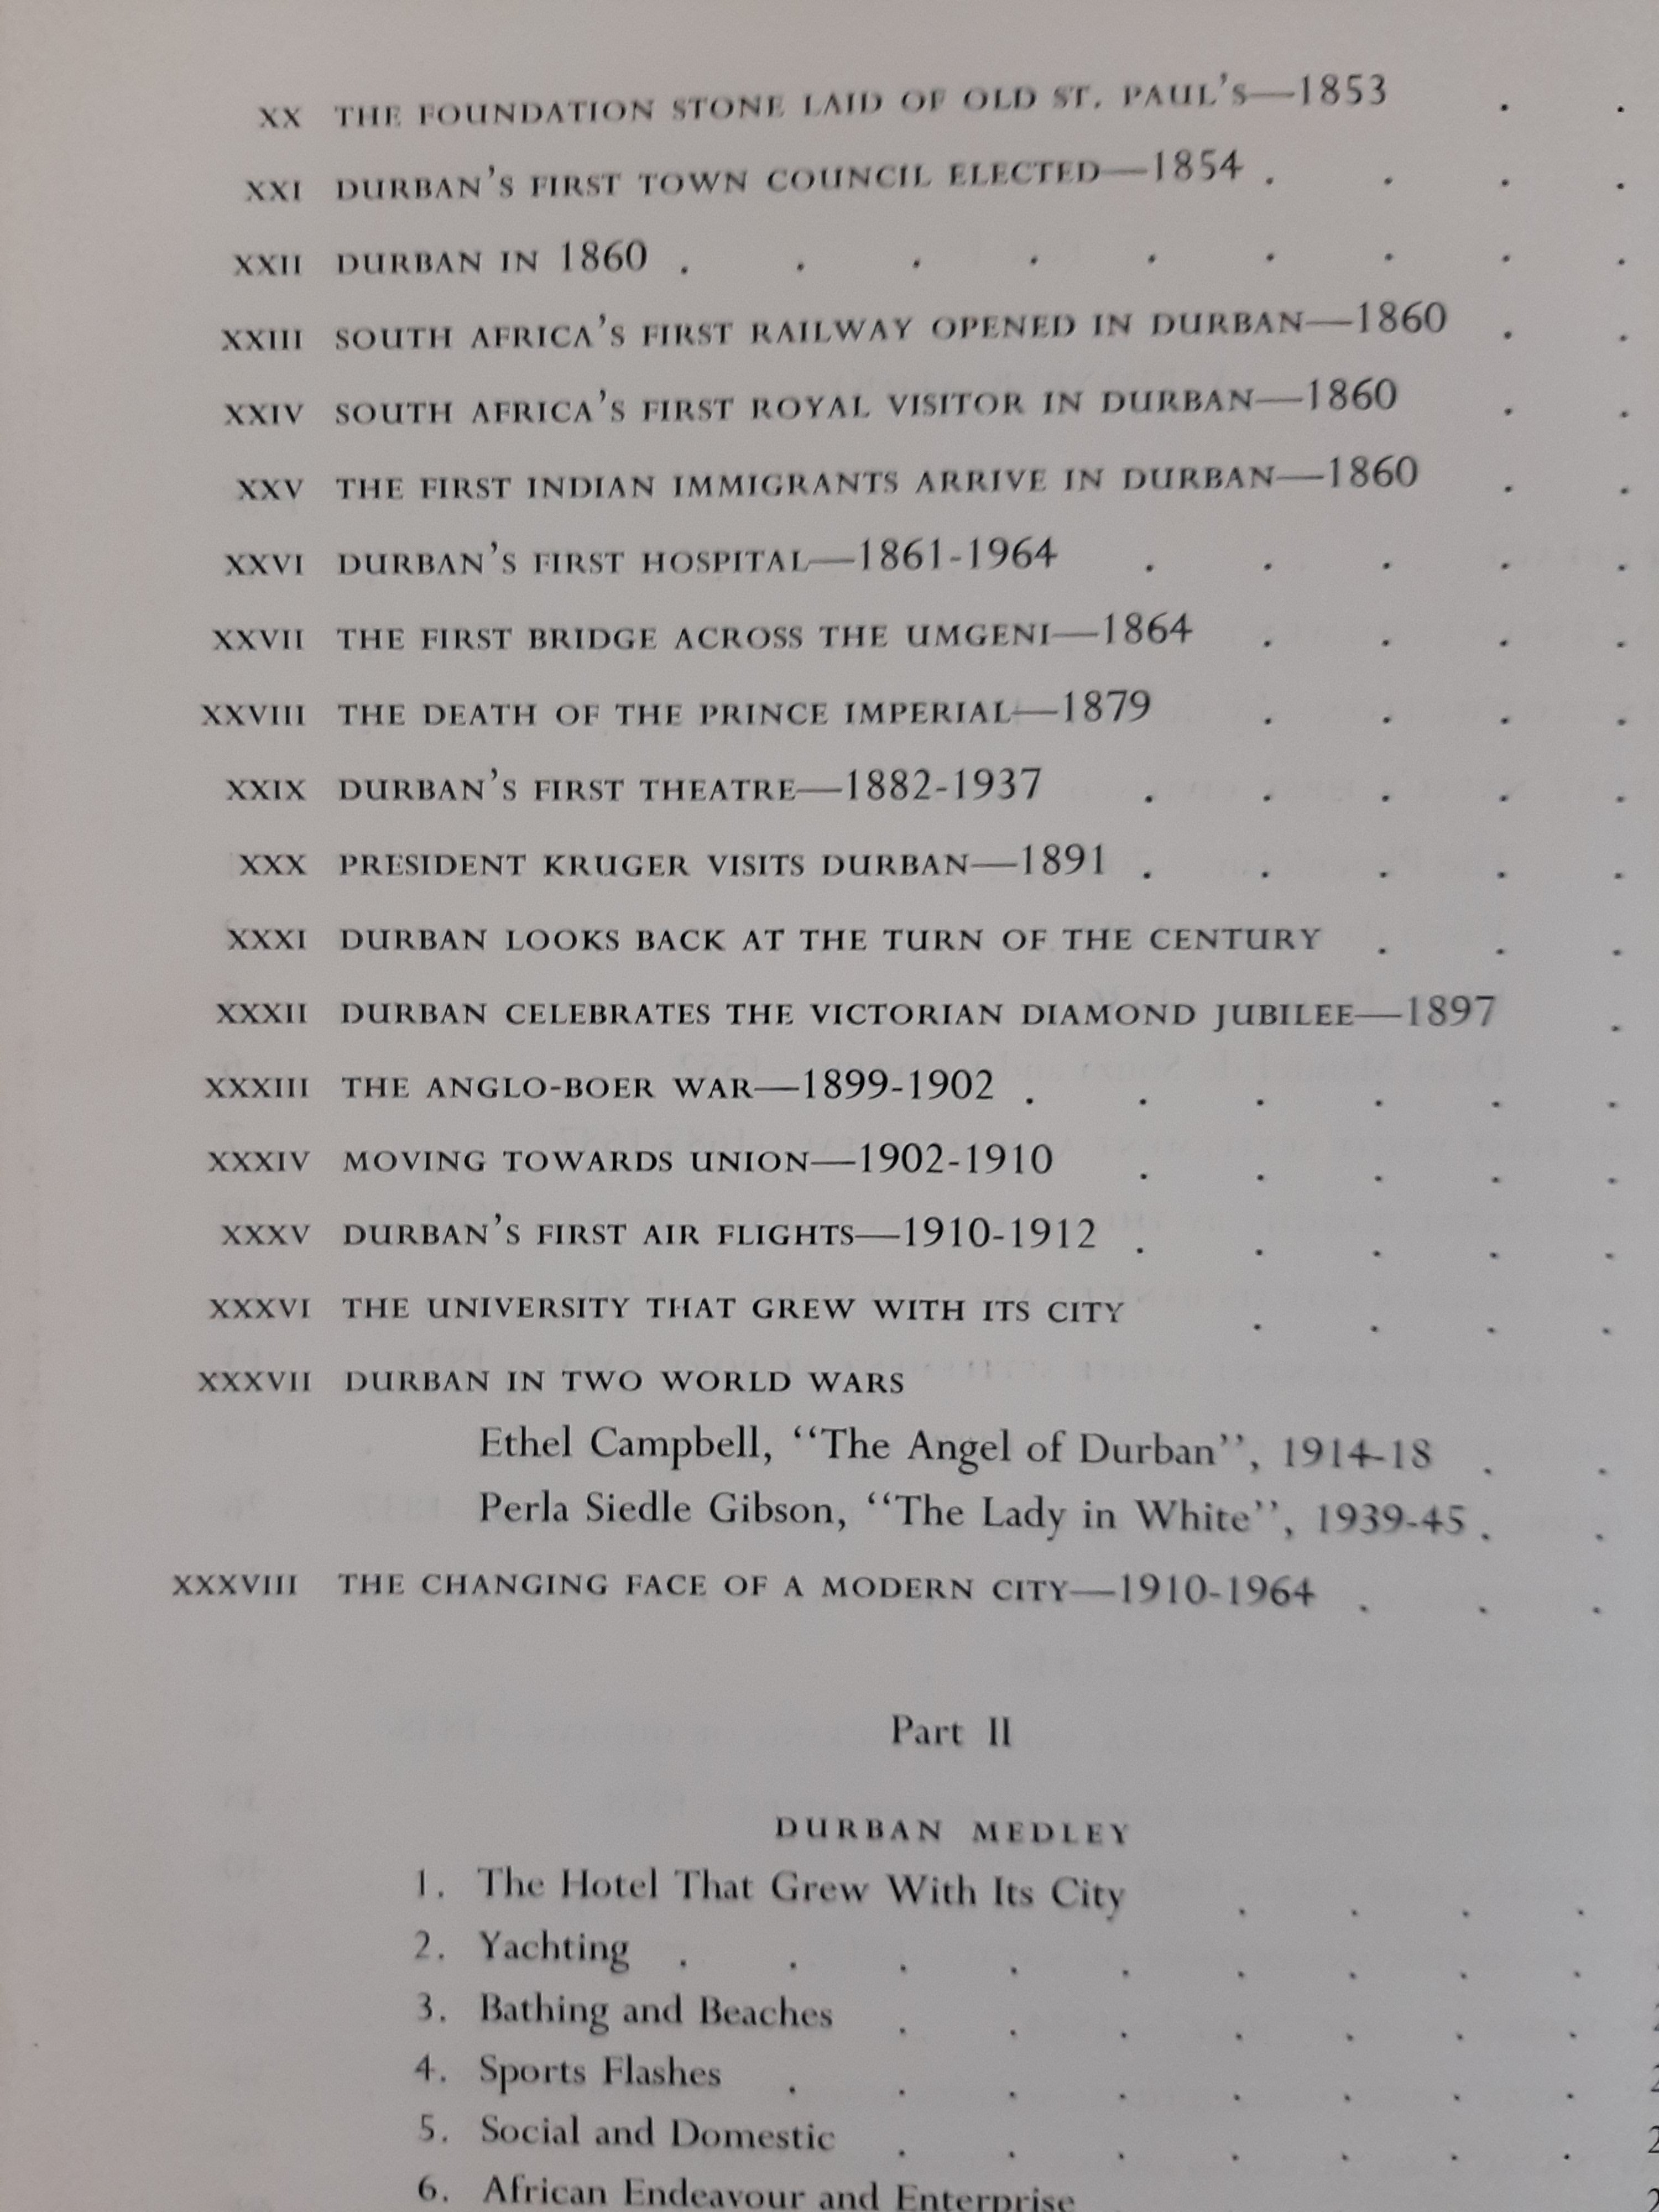 XX THE FOUNDATION STONE LAID OF OLD ST. PAUL'S—1853 . .
XXI DURBAN'S FIRST TOWN COUNCIL ELECTED—1854 . . . .
XXII DURBAN IN 1860 . . . . . . . . .
XXIII SOUTH AFRICA'S FIRST RAILWAY OPENED IN DURBAN—1860 . .
XXIV SOUTH AFRICA'S FIRST ROYAL VISITOR IN DURBAN—1860 . .
XXV THE FIRST INDIAN IMMIGRANTS ARRIVE IN DURBAN—1860 . .
XXVI DURBAN'S FIRST HOSPITAL—1861-1964 . . . . .
XXVII THE FIRST BRIDGE ACROSS THE UMGENI—1864 . . . .
XXVIII THE DEATH OF THE PRINCE IMPERIAL—1879 . . . .
XXIX DURBAN'S FIRST THEATRE—1882-1937 . . . . .
XXX PRESIDENT KRUGER VISITS DURBAN—1891 . . . . .
XXXI DURBAN LOOKS BACK AT THE TURN OF THE CENTURY . . .
XXXII DURBAN CELEBRATES THE VICTORIAN DIAMOND JUBILEE—1897 .
XXXIII THE ANGLO-BOER WAR—1899-1902 . . . . . .
XXXIV MOVING TOWARDS UNION—1902-1910 . . . . .
XXXV DURBAN'S FIRST AIR FLIGHTS—1910-1912 . . . . .
XXXVI THE UNIVERSITY THAT GREW WITH ITS CITY . . . .
XXXVII DURBAN IN TWO WORLD WARS
Ethel Campbell, "The Angel of Durban", 1914-18 . .
Perla Siedle Gibson, "The Lady in White", 1939-45 . .
XXXVIII THE CHANGING FACE OF A MODERN CITY—1910-1964 . . .
Part II
DURBAN MEDLEY
1. The Hotel That Grew With Its City . . . .
2. Yachting . . . . . . . . .
3. Bathing and Beaches . . . . . . .
4. Sports Flashes . . . . . . . .
5. Social and Domestic . . . . . . . 2
6. African Endeavour and Enterprise 2